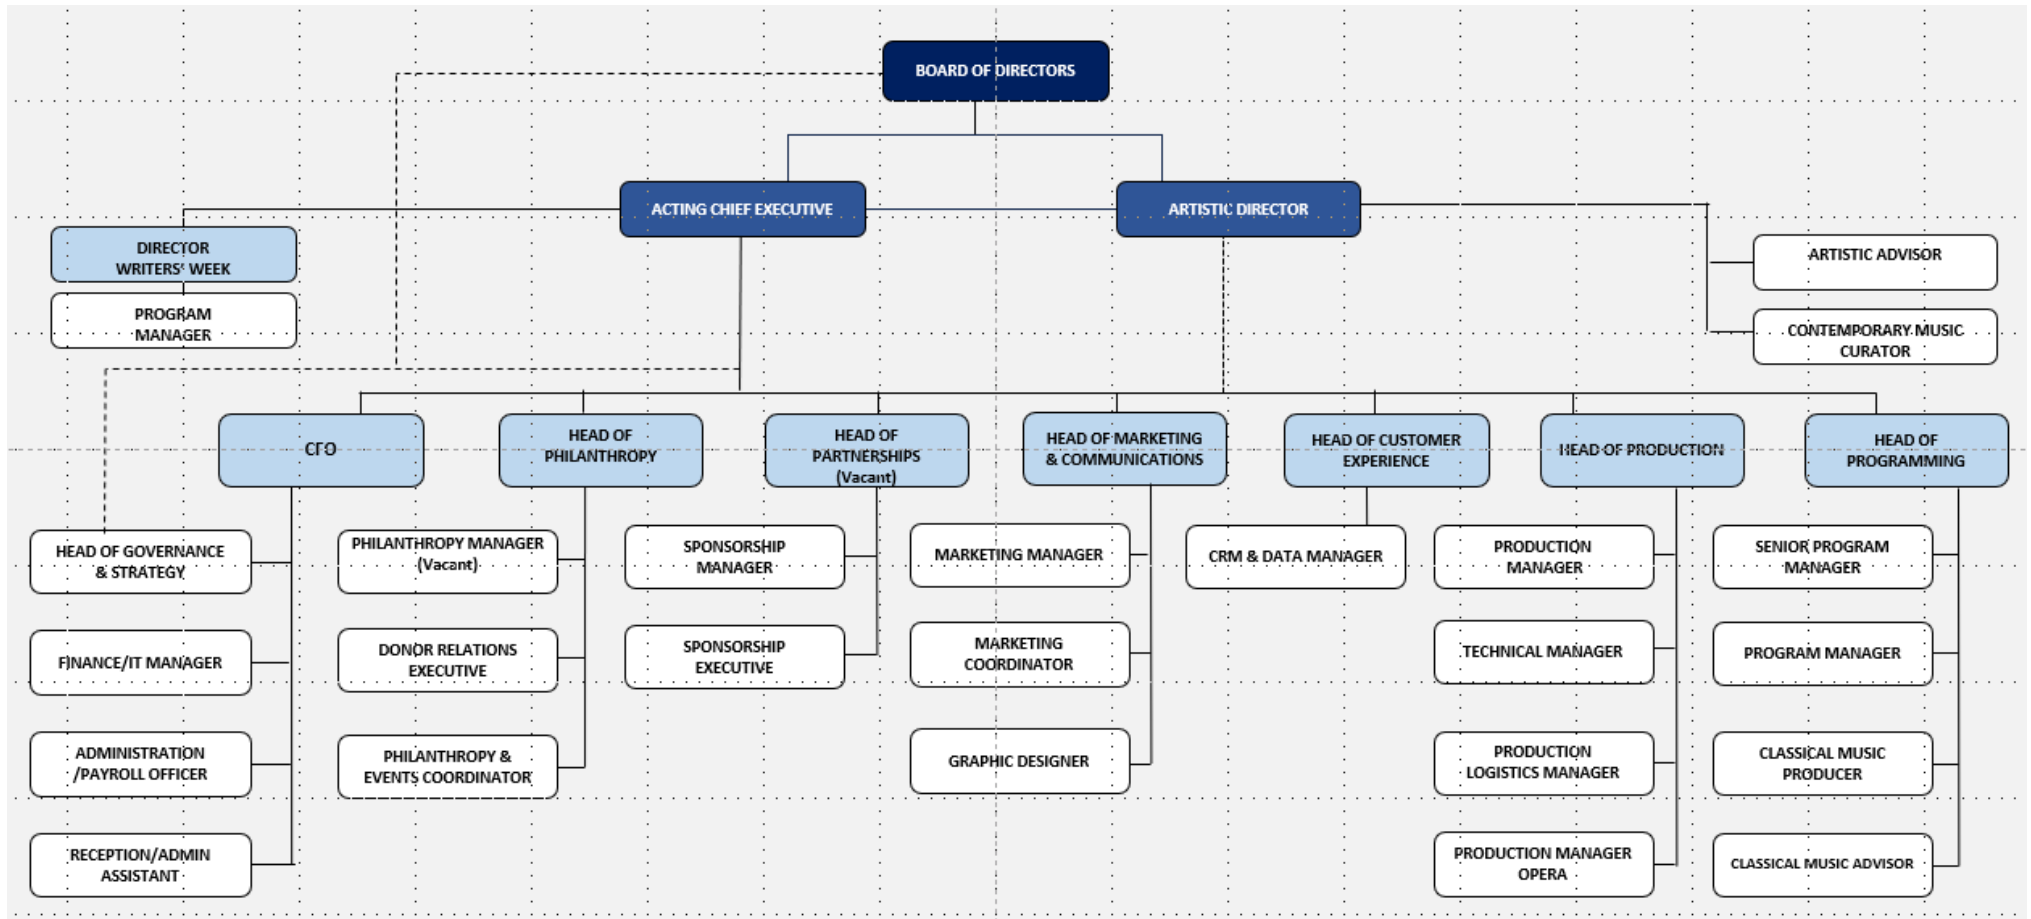 BOARD OF DIRECTORS
ACTING CHIEF EXECUTIVE
ARTISTIC DIRECTOR
DIRECTOR
WRITERS' WEEK
PROGRAM
MANAGER
ARTISTIC ADVISOR
CONTEMPORARY MUSIC
CURATOR
CFO
HEAD OF
PHILANTHROPY
HEAD OF
PARTNERSHIPS
(Vacant)
HEAD OF MARKETING
& COMMUNICATIONS
HEAD OF CUSTOMER
EXPERIENCE
HEAD OF PRODUCTION
HEAD OF
PROGRAMMING
HEAD OF GOVERNANCE
& STRATEGY
FINANCE/IT MANAGER
ADMINISTRATION
/PAYROLL OFFICER
RECEPTION/ADMIN
ASSISTANT
PHILANTHROPY MANAGER
(Vacant)
DONOR RELATIONS
EXECUTIVE
PHILANTHROPY &
EVENTS COORDINATOR
SPONSORSHIP
MANAGER
SPONSORSHIP
EXECUTIVE
MARKETING MANAGER
MARKETING
COORDINATOR
GRAPHIC DESIGNER
CRM & DATA MANAGER
PRODUCTION
MANAGER
TECHNICAL MANAGER
PRODUCTION
LOGISTICS MANAGER
PRODUCTION MANAGER
OPERA
SENIOR PROGRAM
MANAGER
PROGRAM MANAGER
CLASSICAL MUSIC
PRODUCER
CLASSICAL MUSIC ADVISOR